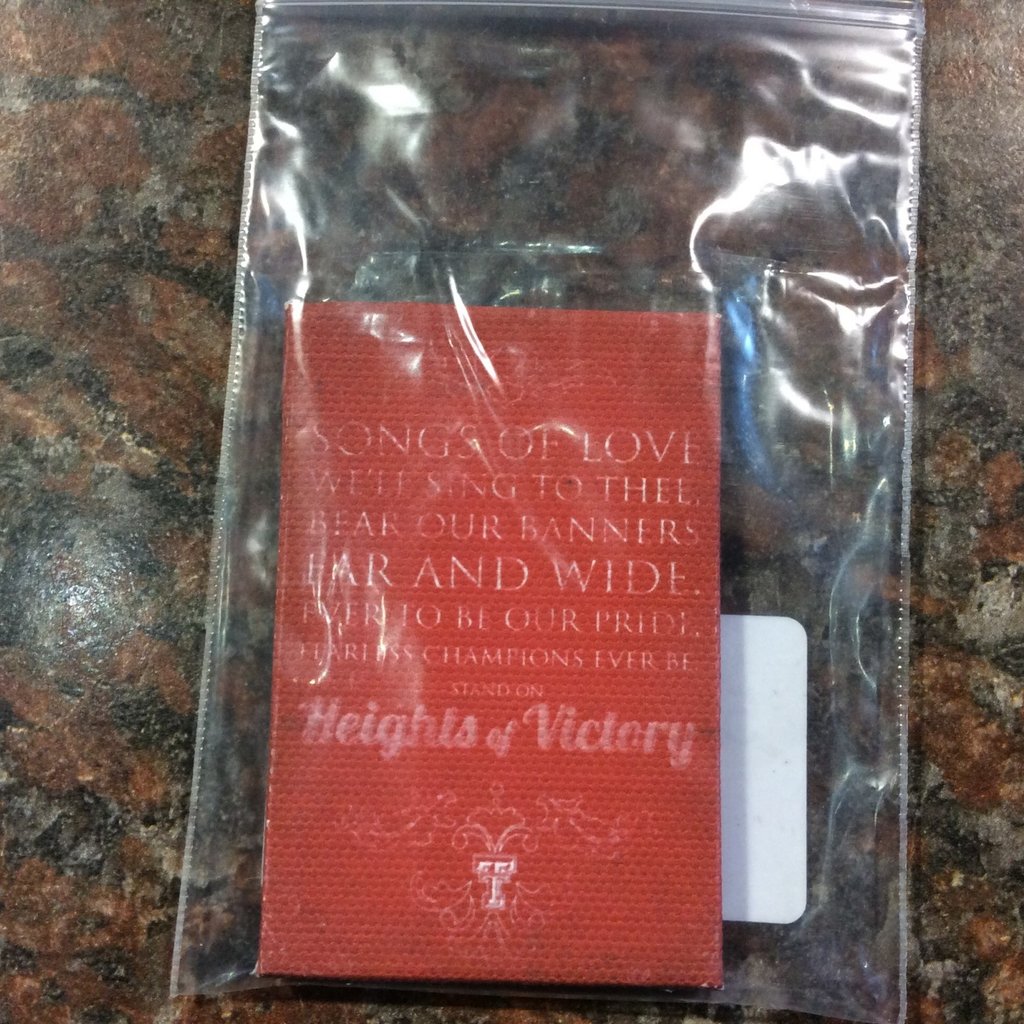 SONGS OF LOVE
WE'LL SING TO THEE,
BEAR OUR BANNERS
FAR AND WIDE.
EVER TO BE OUR PRIDE,
FEARLESS CHAMPIONS EVER BE
STAND ON
Heights of Victory
T